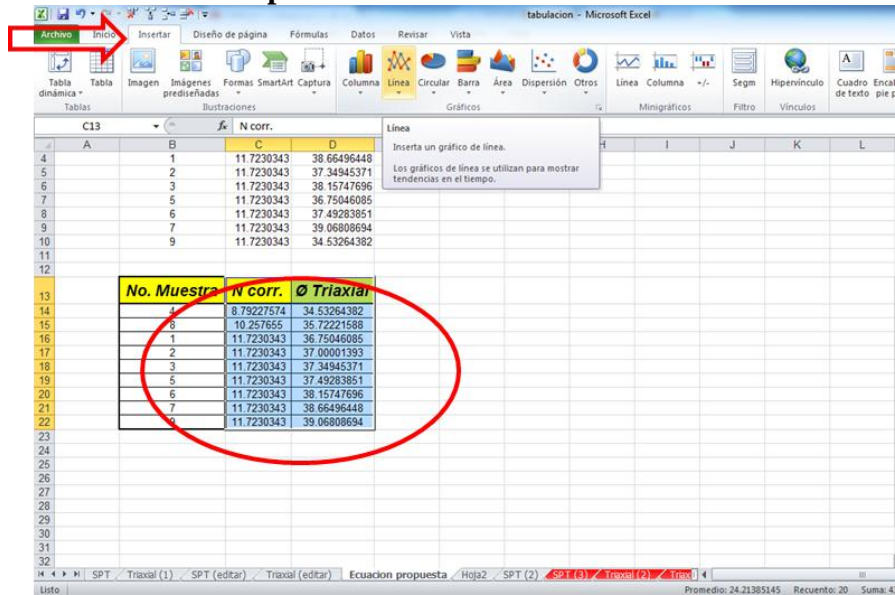 tabulacion - Microsoft Excel
Archivo Inicio Insertar Diseño de página Fórmulas Datos Revisar Vista
Tabla dinámica Tabla Imagen Imágenes prediseñadas Formas SmartArt Captura Columna Línea Circular Barra Área Dispersión Otros Línea Columna +/- Segm Hipervínculo Cuadro de texto
Tablas Ilustraciones Gráficos Minigráficos Filtro Vínculos
C13 fx N corr.
Línea
Inserta un gráfico de línea.
Los gráficos de línea se utilizan para mostrar
tendencias en el tiempo.
A B C D H I J K L
4 1 11.7230343 38.66496448
5 2 11.7230343 37.34945371
6 3 11.7230343 38.15747696
7 5 11.7230343 36.75046085
8 6 11.7230343 37.49283851
9 7 11.7230343 39.06808694
10 9 11.7230343 34.53264382
11
12
13 No. Muestra N corr. Ø Triaxial
14 4 8.79227574 34.53264382
15 8 10.257655 35.72221588
16 1 11.7230343 36.75046085
17 2 11.7230343 37.00001393
18 3 11.7230343 37.34945371
19 5 11.7230343 37.49283851
20 6 11.7230343 38.15747696
21 7 11.7230343 38.66496448
22 9 11.7230343 39.06808694
23
24
25
26
27
28
29
30
31
32
SPT Triaxial (1) SPT (editar) Triaxial (editar) Ecuacion propuesta Hoja2 SPT (2) SPT (3) Triaxial (2)
Listo Promedio: 24.21385145 Recuento: 20 Suma: 4